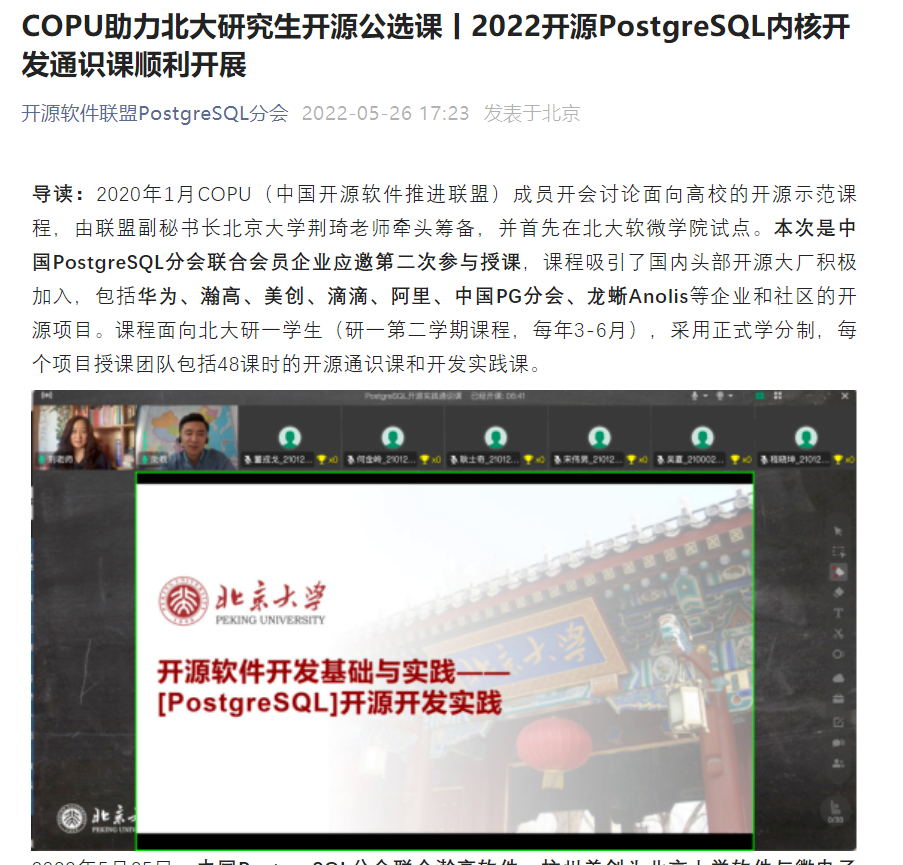 COPU助力北大研究生开源公选课丨2022开源PostgreSQL内核开
发通识课顺利开展
开源软件联盟PostgreSQL分会 2022-05-26 17:23 发表于北京
导读：2020年1月COPU（中国开源软件推进联盟）成员开会讨论面向高校的开源示范课
程，由联盟副秘书长北京大学荆琦老师牵头筹备，并首先在北大软微学院试点。本次是中
国PostgreSQL分会联合会员企业应邀第二次参与授课，课程吸引了国内头部开源大厂积极
加入，包括华为、瀚高、美创、滴滴、阿里、中国PG分会、龙蜥Anolis等企业和社区的开
源项目。课程面向北大研一学生（研一第二学期课程，每年3-6月），采用正式学分制，每
个项目授课团队包括48课时的开源通识课和开发实践课。
PostgreSQL开源实践通识课 已经开课: 08:41
北京大学
PEKING UNIVERSITY
北京大学
开源软件开发基础与实践——
[PostgreSQL]开源开发实践
0/33
北京
PEKING UN